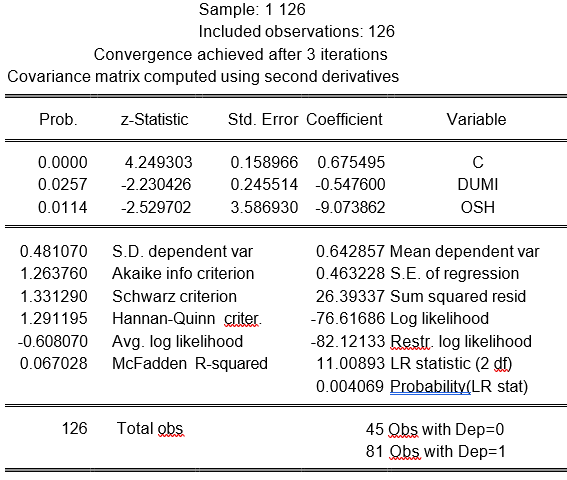 Sample: 1 126
Included observations: 126
Convergence achieved after 3 iterations
Covariance matrix computed using second derivatives
Prob. z-Statistic Std. Error Coefficient Variable
0.0000 4.249303 0.158966 0.675495 C
0.0257 -2.230426 0.245514 -0.547600 DUMI
0.0114 -2.529702 3.586930 -9.073862 OSH
0.481070 S.D. dependent var 0.642857 Mean dependent var
1.263760 Akaike info criterion 0.463228 S.E. of regression
1.331290 Schwarz criterion 26.39337 Sum squared resid
1.291195 Hannan-Quinn criter. -76.61686 Log likelihood
-0.608070 Avg. log likelihood -82.12133 Restr. log likelihood
0.067028 McFadden R-squared 11.00893 LR statistic (2 df)
0.004069 Probability(LR stat)
126 Total obs 45 Obs with Dep=0
81 Obs with Dep=1